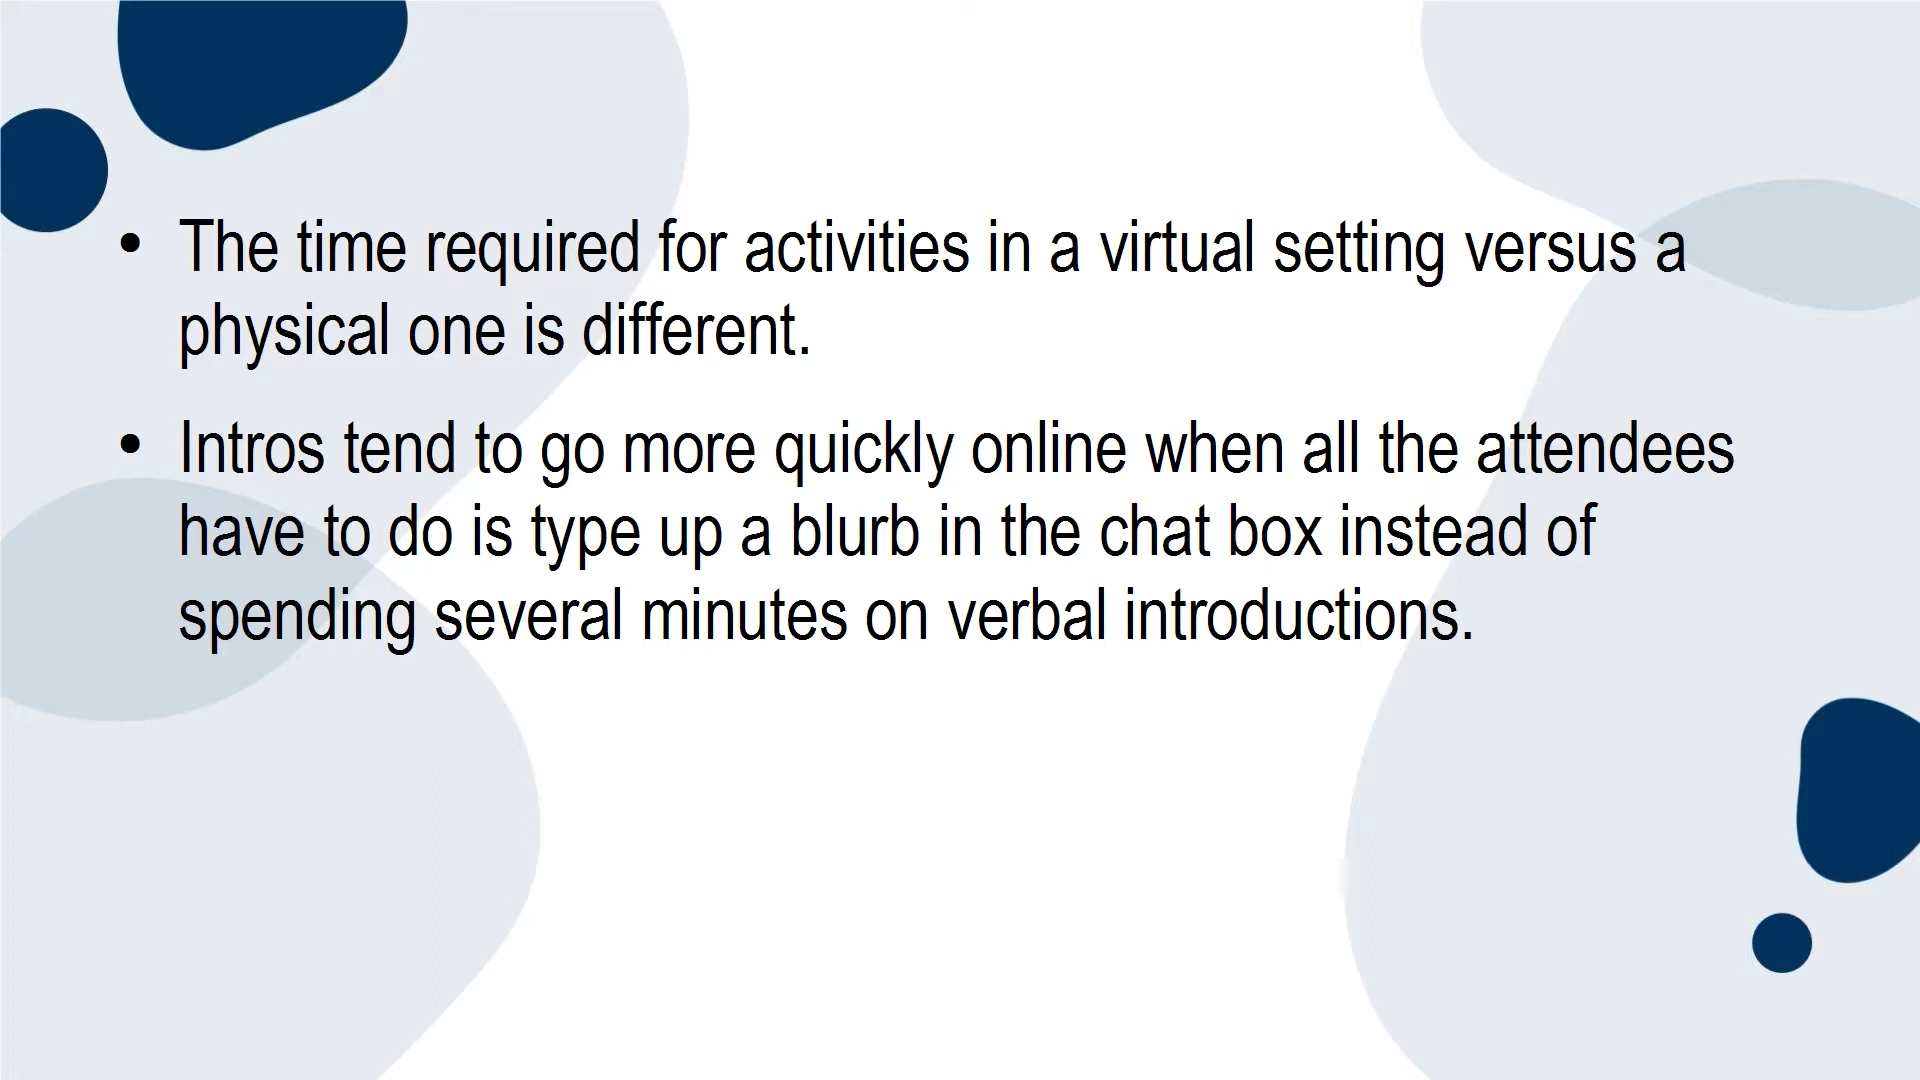 • The time required for activities in a virtual setting versus a
physical one is different.
• Intros tend to go more quickly online when all the attendees
have to do is type up a blurb in the chat box instead of
spending several minutes on verbal introductions.